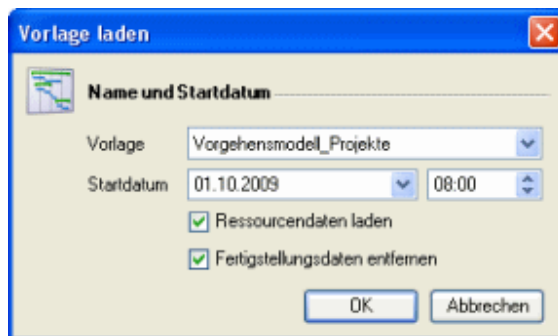 Vorlage laden
Name und Startdatum
Vorlage Vorgehensmodell_Projekte
Startdatum 01.10.2009 08:00
Ressourcendaten laden
Fertigstellungsdaten entfernen
OK Abbrechen